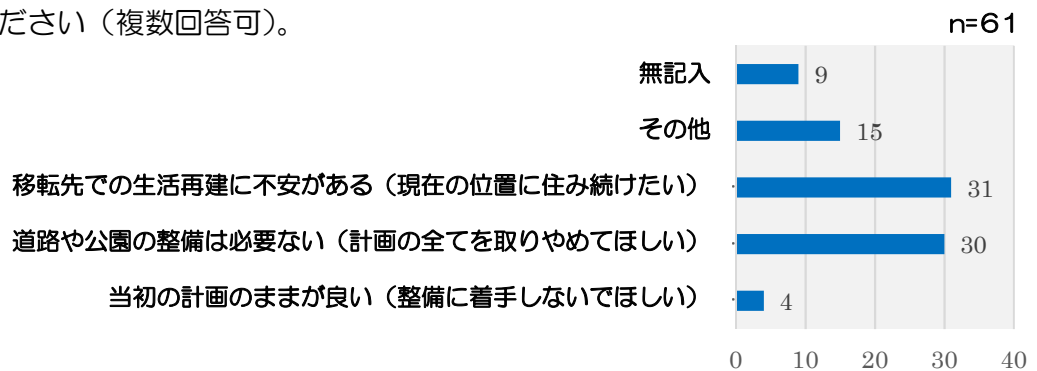 ださい（複数回答可）。
n=61
無記入 9
その他 15
移転先での生活再建に不安がある（現在の位置に住み続けたい） 31
道路や公園の整備は必要ない（計画の全てを取りやめてほしい） 30
当初の計画のままが良い（整備に着手しないでほしい） 4
0 10 20 30 40